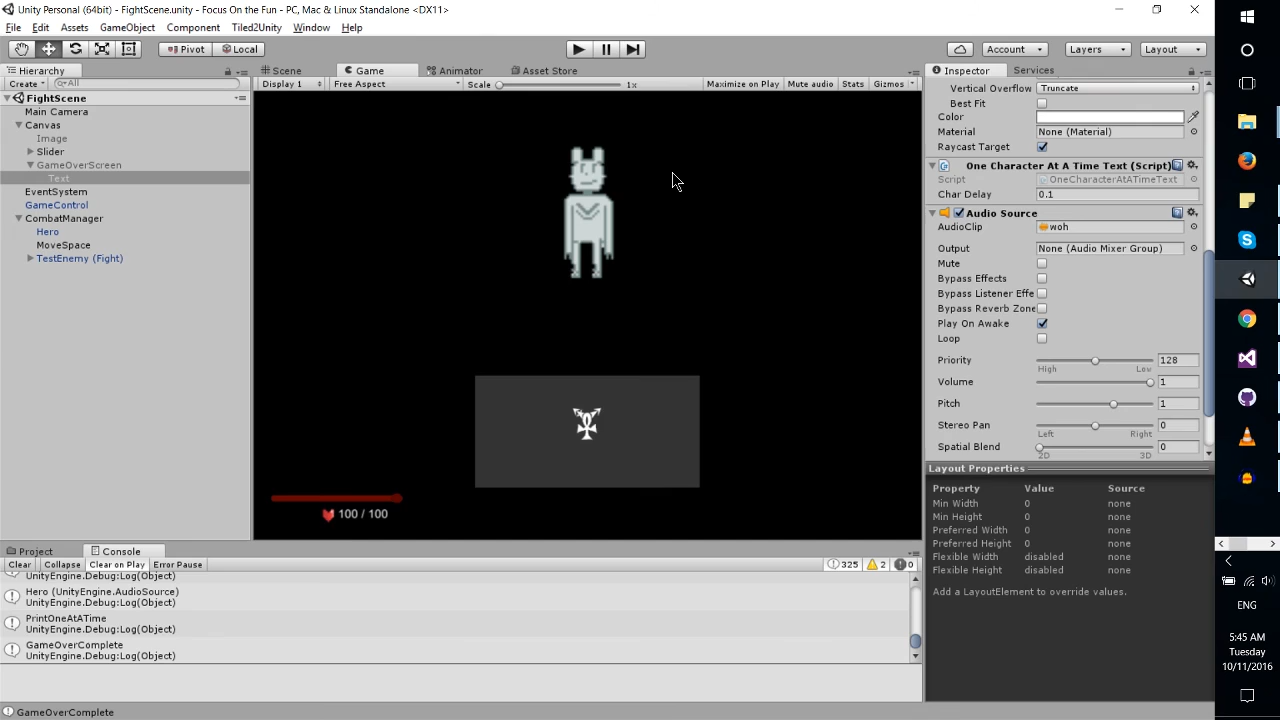 Unity Personal (64bit) - FightScene.unity - Focus On the Fun - PC, Mac & Linux Standalone <DX11>
File Edit Assets GameObject Component Tiled2Unity Window Help
Pivot Local Account Layers Layout
Hierarchy
Create All
FightScene
Main Camera
Canvas
Image
Slider
GameOverScreen
Text
EventSystem
GameControl
CombatManager
Hero
MoveSpace
TestEnemy (Fight)
Scene Game Animator Asset Store
Display 1 Free Aspect Scale 1x Maximize on Play Mute audio Stats Gizmos
100 / 100
Inspector Services
Vertical Overflow Truncate
Best Fit
Color
Material None (Material)
Raycast Target
One Character At A Time Text (Script)
Script OneCharacterAtATimeText
Char Delay 0.1
Audio Source
AudioClip woh
Output None (Audio Mixer Group)
Mute
Bypass Effects
Bypass Listener Effe
Bypass Reverb Zone
Play On Awake
Loop
Priority 128
High Low
Volume 1
Pitch 1
Stereo Pan 0
Left Right
Spatial Blend 0
2D 3D
Layout Properties
Property Value Source
Min Width 0 none
Min Height 0 none
Preferred Width 0 none
Preferred Height 0 none
Flexible Width disabled none
Flexible Height disabled none
Add a LayoutElement to override values.
Project Console
Clear Collapse Clear on Play Error Pause 325 2 0
UnityEngine.Debug:Log(Object)
Hero (UnityEngine.AudioSource)
UnityEngine.Debug:Log(Object)
PrintOneAtATime
UnityEngine.Debug:Log(Object)
GameOverComplete
UnityEngine.Debug:Log(Object)
GameOverComplete
ENG
5:45 AM
Tuesday
10/11/2016